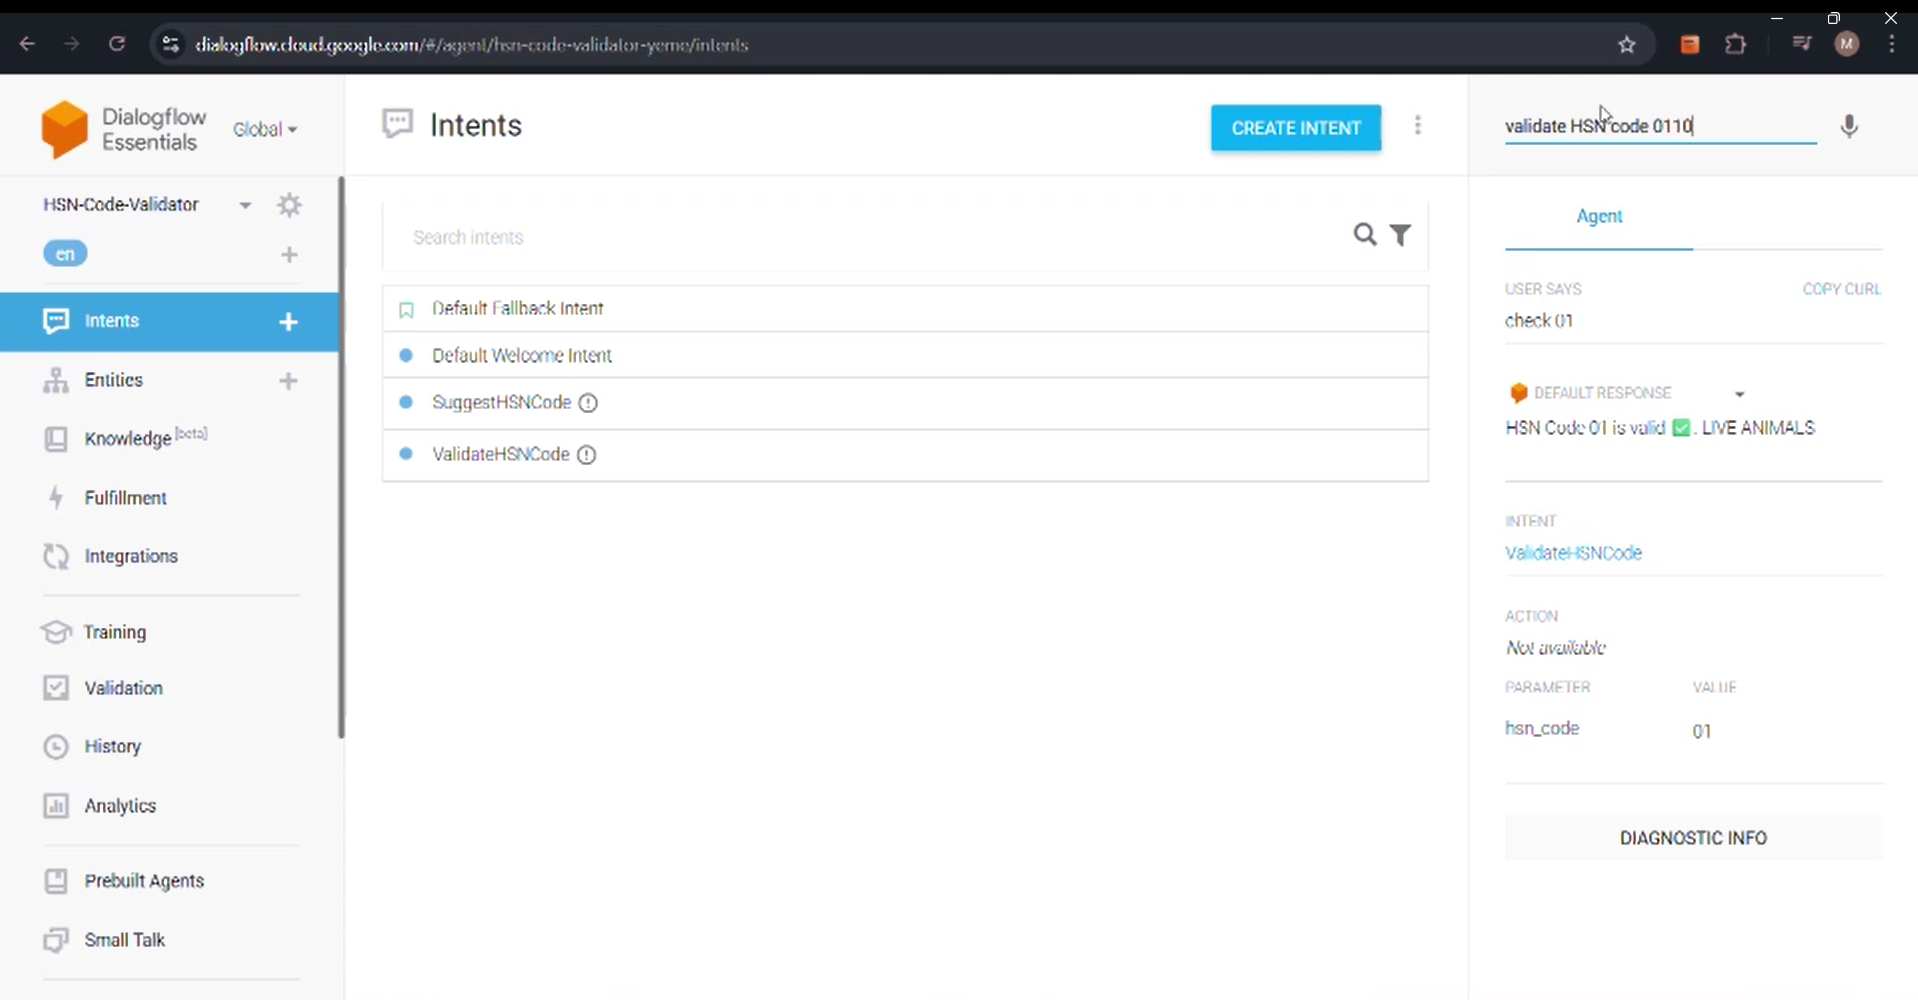 dialogflow.cloud.google.com/#/agent/hsn-code-validator-yeme/intents
M
Dialogflow
Essentials
Global
HSN-Code-Validator
en
Intents
Entities
Knowledge [beta]
Fulfillment
Integrations
Training
Validation
History
Analytics
Prebuilt Agents
Small Talk
Intents
CREATE INTENT
Search intents
Default Fallback Intent
Default Welcome Intent
SuggestHSNCode
ValidateHSNCode
validate HSN code 0110
Agent
USER SAYS
COPY CURL
check 01
DEFAULT RESPONSE
HSN Code 01 is valid ✅. LIVE ANIMALS
INTENT
ValidateHSNCode
ACTION
Not available
PARAMETER VALUE
hsn_code 01
DIAGNOSTIC INFO